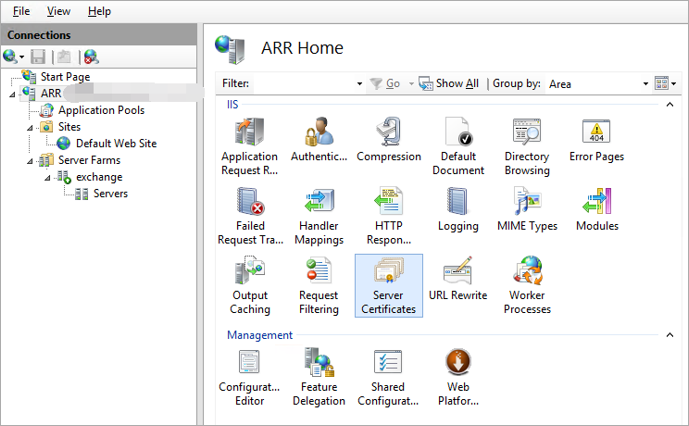 File View Help
Connections
Start Page
ARR
Application Pools
Sites
Default Web Site
Server Farms
exchange
Servers
ARR Home
Filter: Go Show All Group by: Area
IIS
Application Authentic... Compression Default Directory Error Pages
Request R... Document Browsing
Failed Handler HTTP Logging MIME Types Modules
Request Tra... Mappings Respon...
Output Request Server URL Rewrite Worker
Caching Filtering Certificates Processes
Management
Configurat... Feature Shared Web
Editor Delegation Configurat... Platfor...